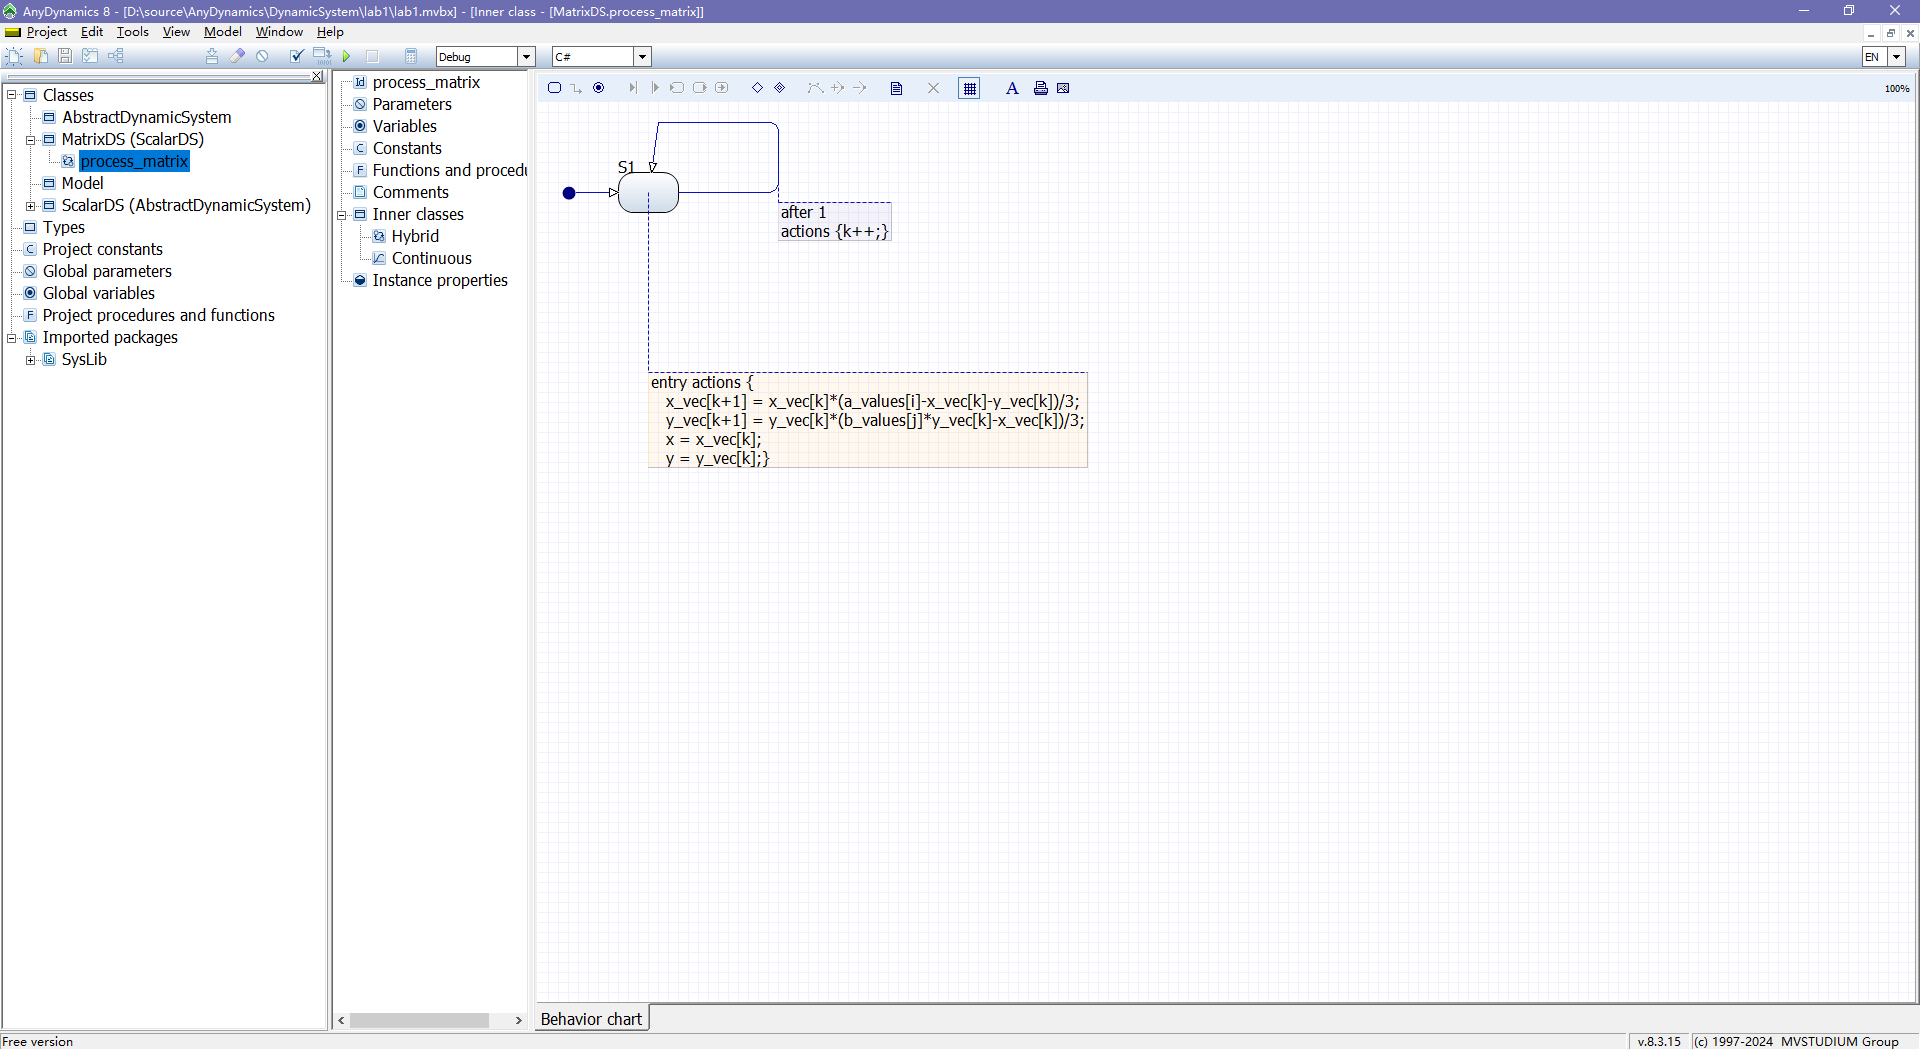 AnyDynamics 8 - [D:\source\AnyDynamics\DynamicSystem\lab1\lab1.mvbx] - [Inner class - [MatrixDS.process_matrix]]
Project Edit Tools View Model Window Help
Debug C# EN
Classes
AbstractDynamicSystem
MatrixDS (ScalarDS)
process_matrix
Model
ScalarDS (AbstractDynamicSystem)
Types
Project constants
Global parameters
Global variables
Project procedures and functions
Imported packages
SysLib
process_matrix
Parameters
Variables
Constants
Functions and procedu
Comments
Inner classes
Hybrid
Continuous
Instance properties
100%
S1
after 1
actions {k++;}
entry actions {
x_vec[k+1] = x_vec[k]*(a_values[i]-x_vec[k]-y_vec[k])/3;
y_vec[k+1] = y_vec[k]*(b_values[j]*y_vec[k]-x_vec[k])/3;
x = x_vec[k];
y = y_vec[k];}
Behavior chart
Free version
v.8.3.15 (c) 1997-2024 MVSTUDIUM Group